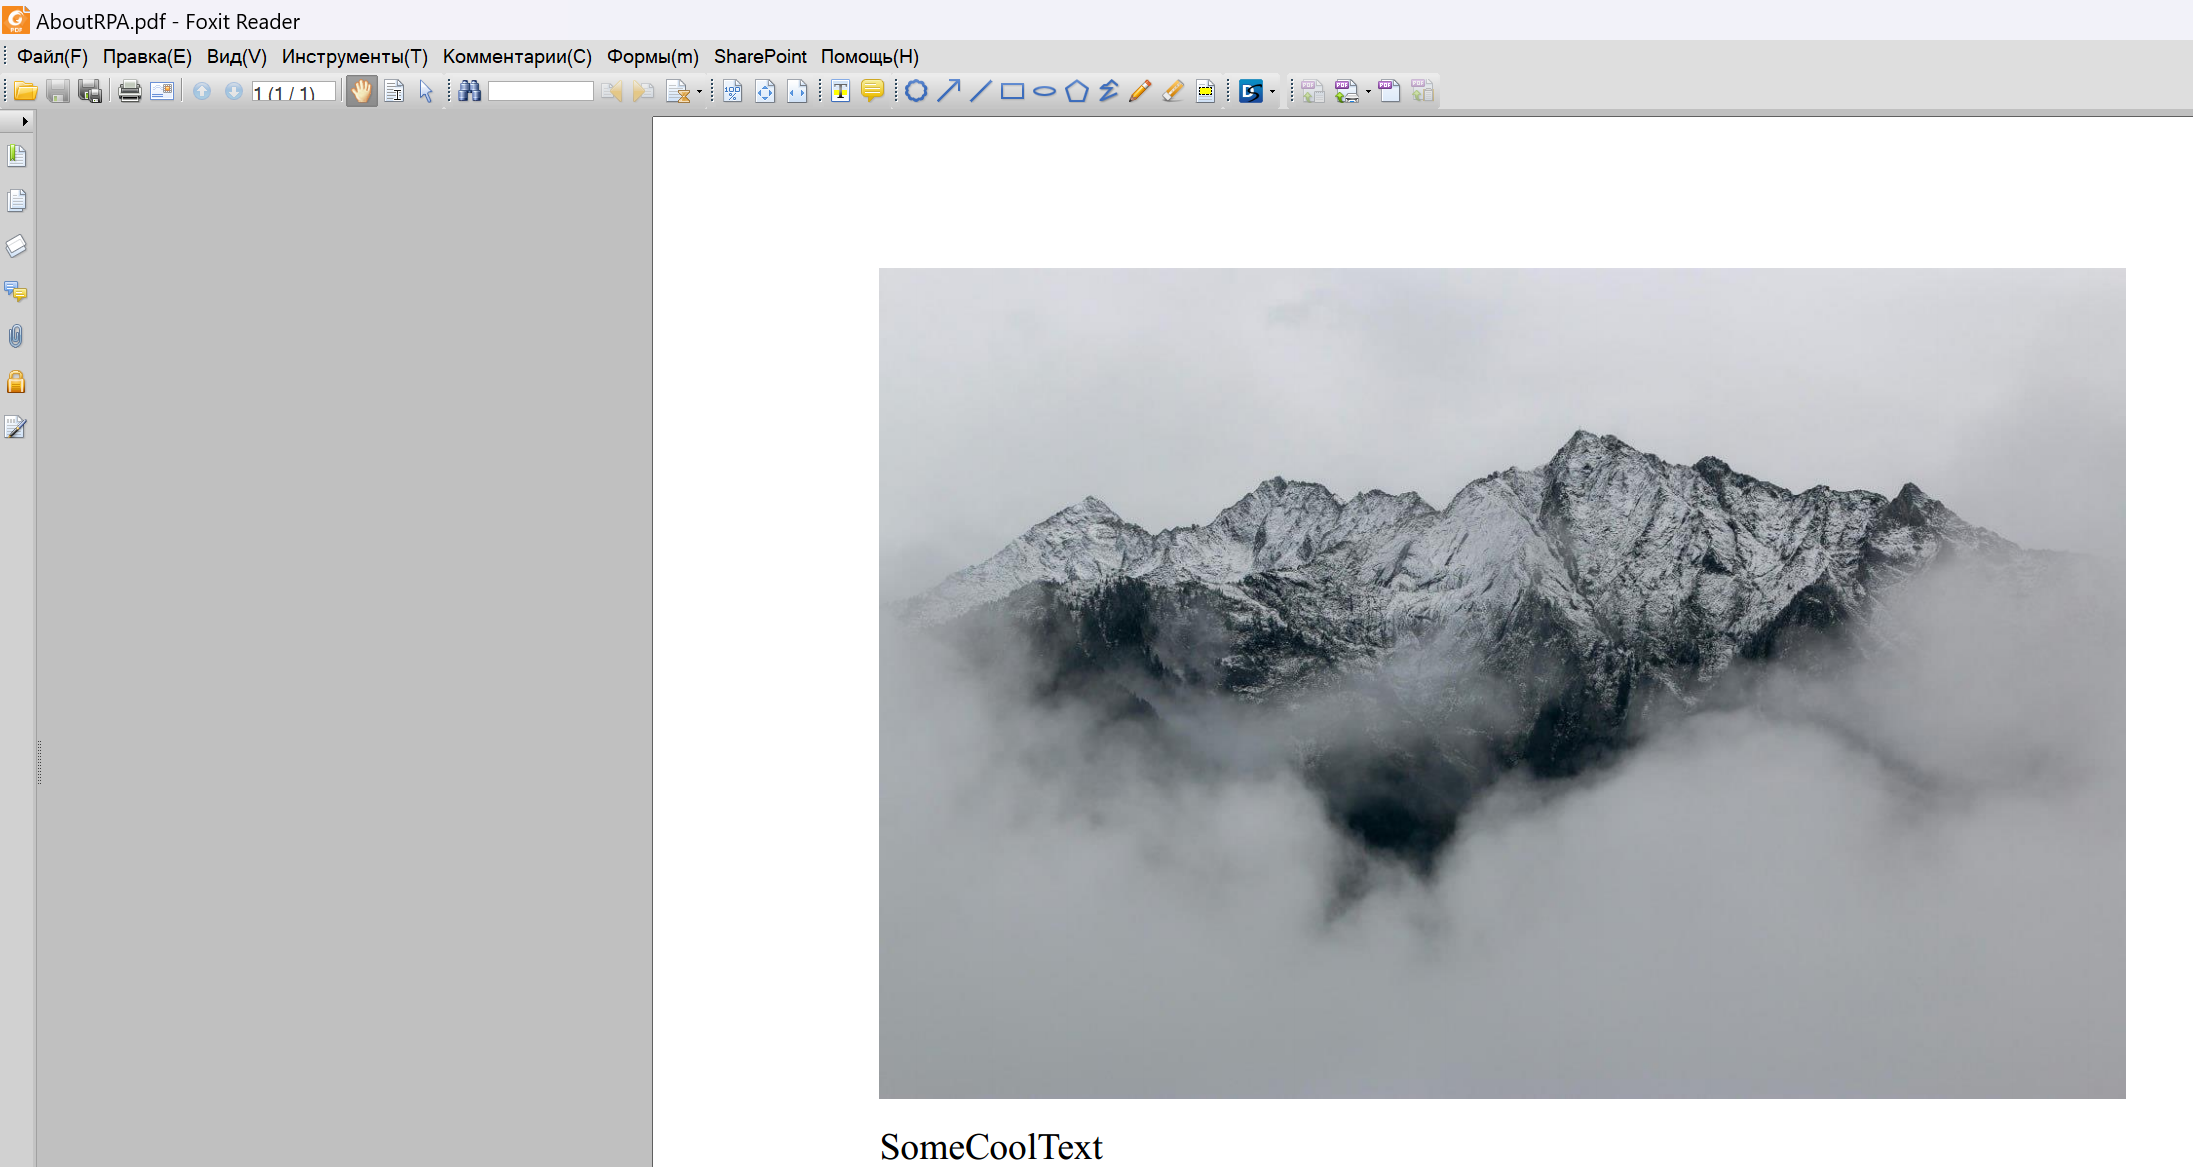 AboutRPA.pdf - Foxit Reader
Файл(F) Правка(E) Вид(V) Инструменты(T) Комментарии(C) Формы(m) SharePoint Помощь(H)
1 (1 / 1)
SomeCoolText